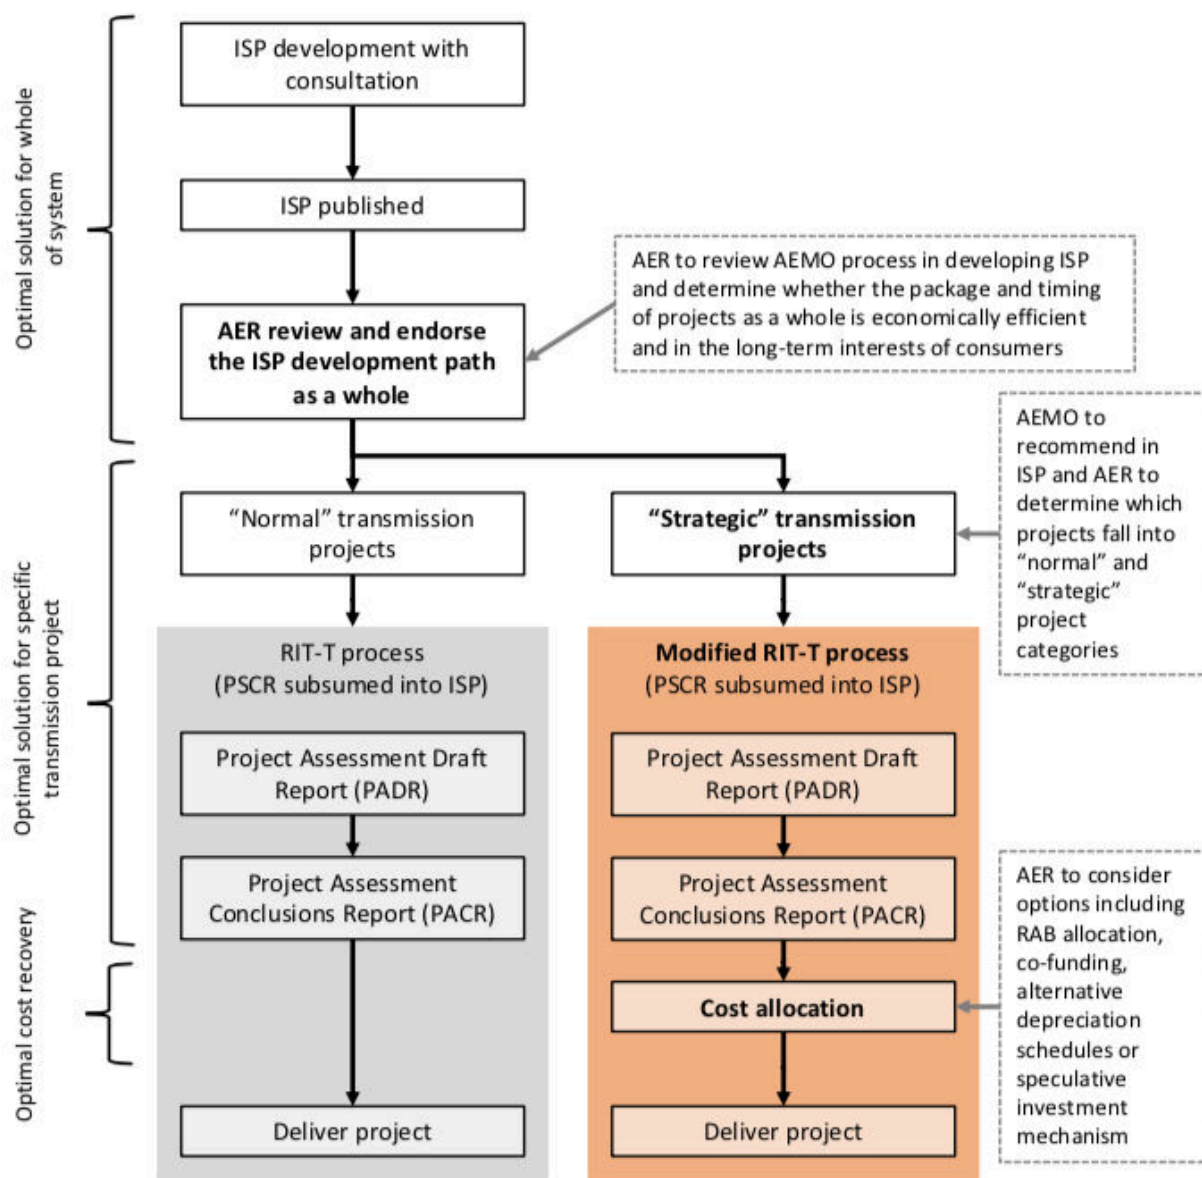 ISP development with
consultation
ISP published
AER review and endorse
the ISP development path
as a whole
AER to review AEMO process in developing ISP
and determine whether the package and timing
of projects as a whole is economically efficient
and in the long-term interests of consumers
Optimal solution for whole
of system
AEMO to
recommend in
ISP and AER to
determine which
projects fall into
“normal” and
“strategic”
project
categories
“Normal” transmission
projects
“Strategic” transmission
projects
Optimal solution for specific
transmission project
RIT-T process
(PSCR subsumed into ISP)
Project Assessment Draft
Report (PADR)
Project Assessment
Conclusions Report (PACR)
Deliver project
Modified RIT-T process
(PSCR subsumed into ISP)
Project Assessment Draft
Report (PADR)
Project Assessment
Conclusions Report (PACR)
Cost allocation
Deliver project
Optimal cost recovery
AER to consider
options including
RAB allocation,
co-funding,
alternative
depreciation
schedules or
speculative
investment
mechanism